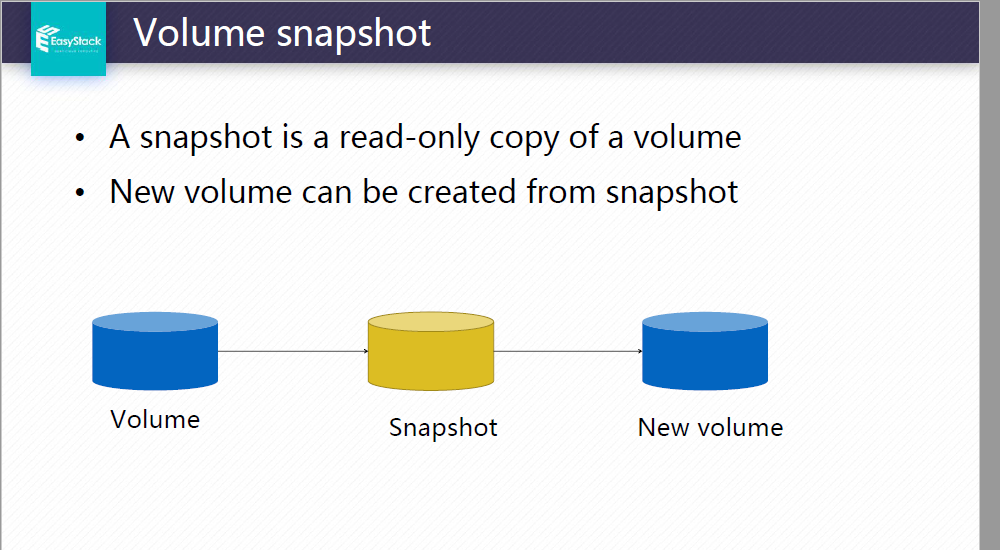 EasyStack
Volume snapshot
• A snapshot is a read-only copy of a volume
• New volume can be created from snapshot
Volume
Snapshot
New volume